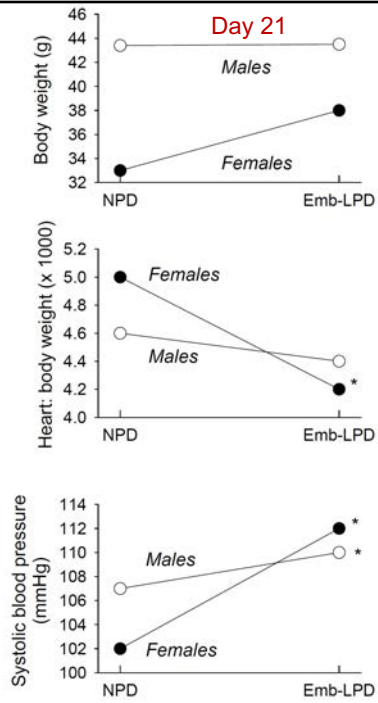 Day 21
Body weight (g)
46
44
42
40
38
36
34
32
Males
Females
NPD Emb-LPD
Heart: body weight (x 1000)
5.2
5.0
4.8
4.6
4.4
4.2
4.0
Females
Males
*
NPD Emb-LPD
Systolic blood pressure
(mmHg)
114
112
110
108
106
104
102
100
Males
Females
*
*
NPD Emb-LPD